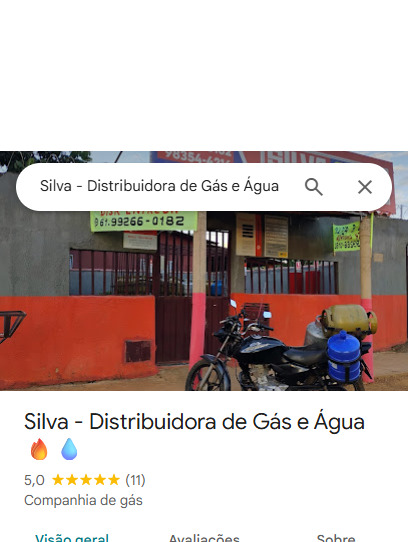 SILVA
Silva - Distribuidora de Gás e Água
61.99266-0182
Silva - Distribuidora de Gás e Água
🔥 💧
5,0 ★★★★★ (11)
Companhia de gás
Visão geral Avaliações Sobre